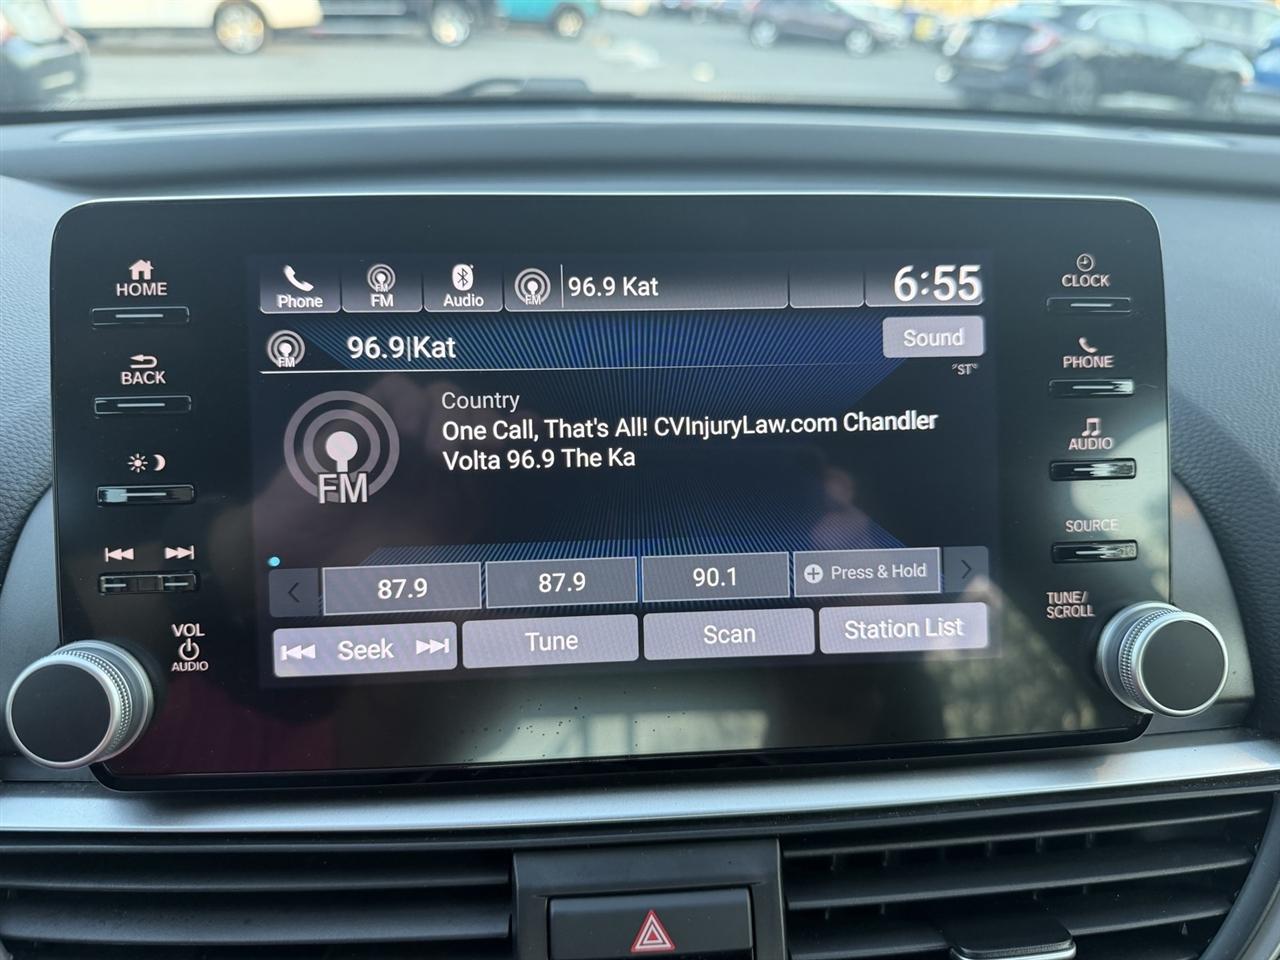 HOME
BACK
VOL
AUDIO
Phone
FM
FM
Audio
FM
96.9 Kat
6:55
FM
96.9|Kat
Sound
"ST"
FM
Country
One Call, That's All! CVInjuryLaw.com Chandler
Volta 96.9 The Ka
87.9
87.9
90.1
Press & Hold
Seek
Tune
Scan
Station List
CLOCK
PHONE
AUDIO
SOURCE
TUNE/
SCROLL